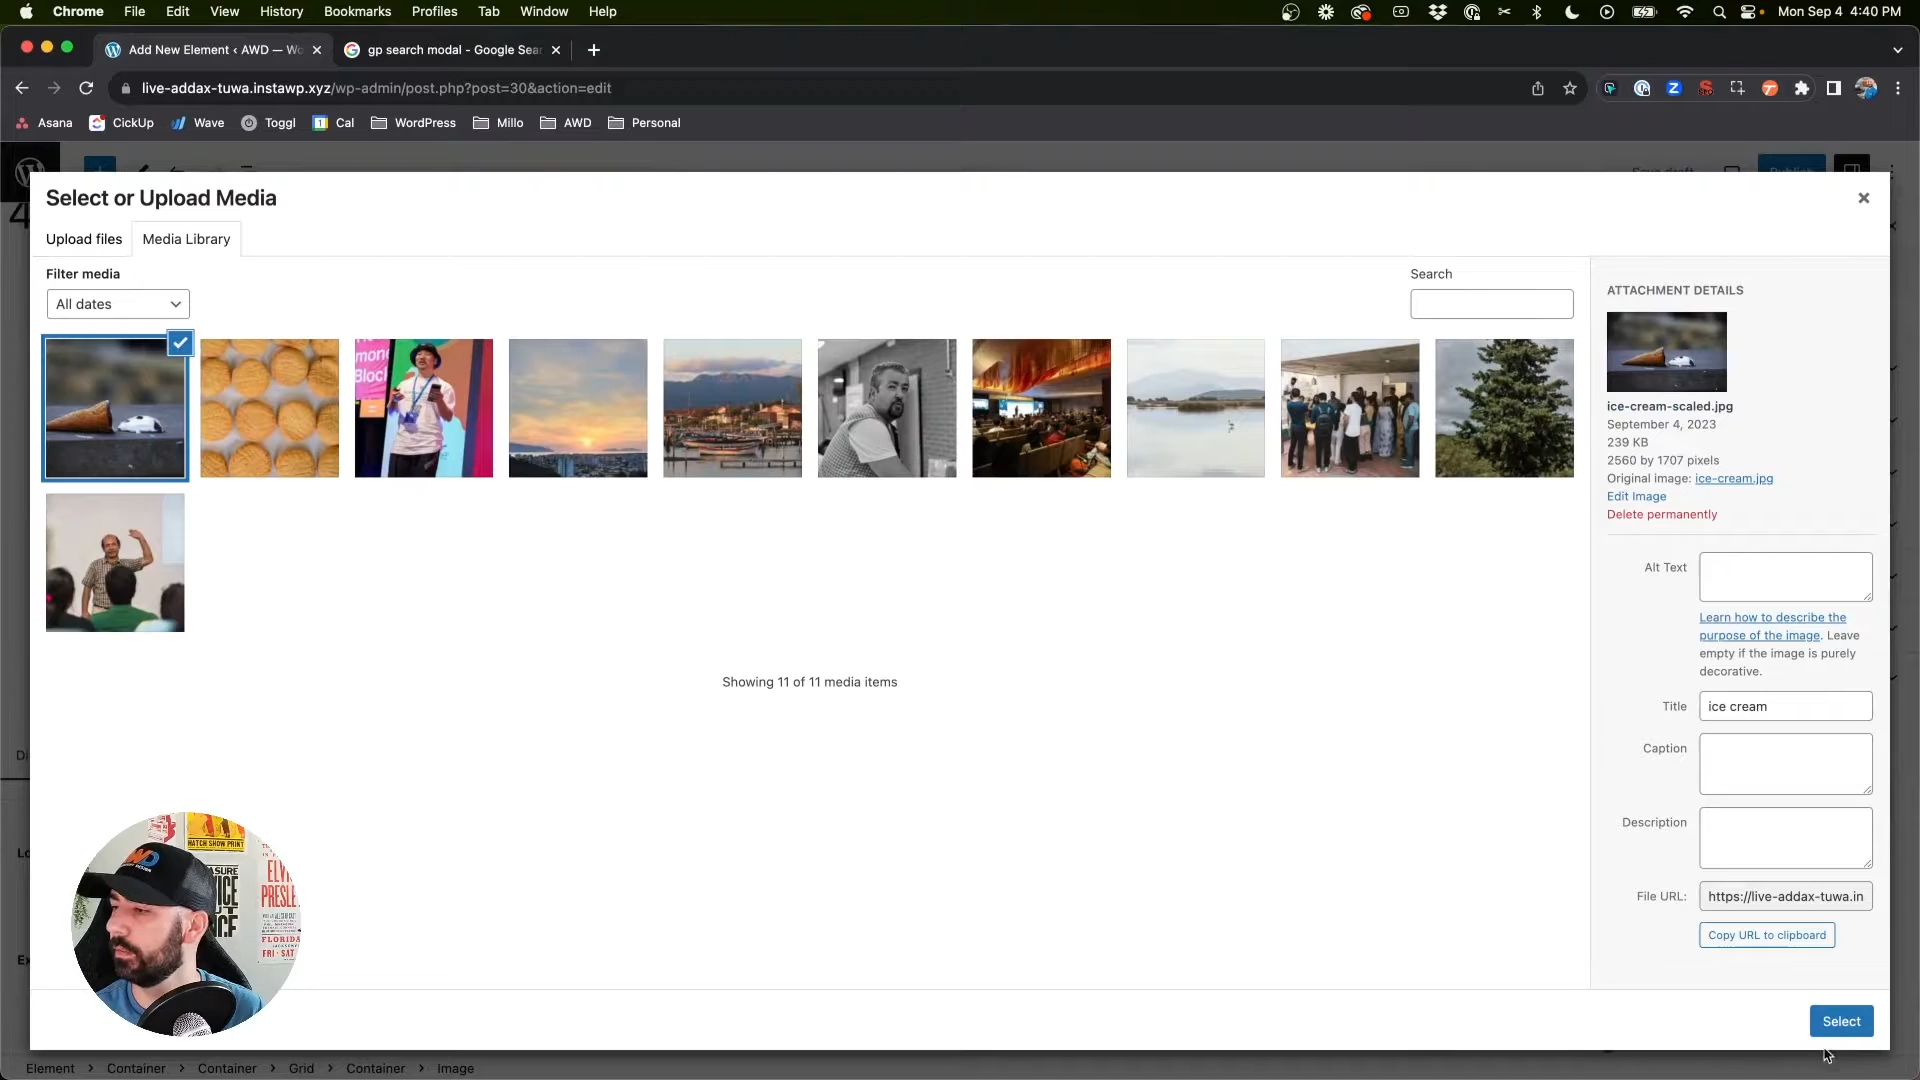 Chrome File Edit View History Bookmarks Profiles Tab Window Help
Mon Sep 4 4:40 PM
Add New Element ‹ AWD — Wo
gp search modal - Google Sear
live-addax-tuwa.instawp.xyz/wp-admin/post.php?post=30&action=edit
Asana CickUp Wave Toggl Cal WordPress Millo AWD Personal
Select or Upload Media
Upload files Media Library
Filter media
All dates
Search
mone
Block
Showing 11 of 11 media items
ATTACHMENT DETAILS
ice-cream-scaled.jpg
September 4, 2023
239 KB
2560 by 1707 pixels
Original image: ice-cream.jpg
Edit Image
Delete permanently
Alt Text
Learn how to describe the
purpose of the image. Leave
empty if the image is purely
decorative.
Title ice cream
Caption
Description
File URL: https://live-addax-tuwa.in
Copy URL to clipboard
Select
HATCH SHOW PRINT
PRESLEY
FLORIDA
Element Container Container Grid Container Image